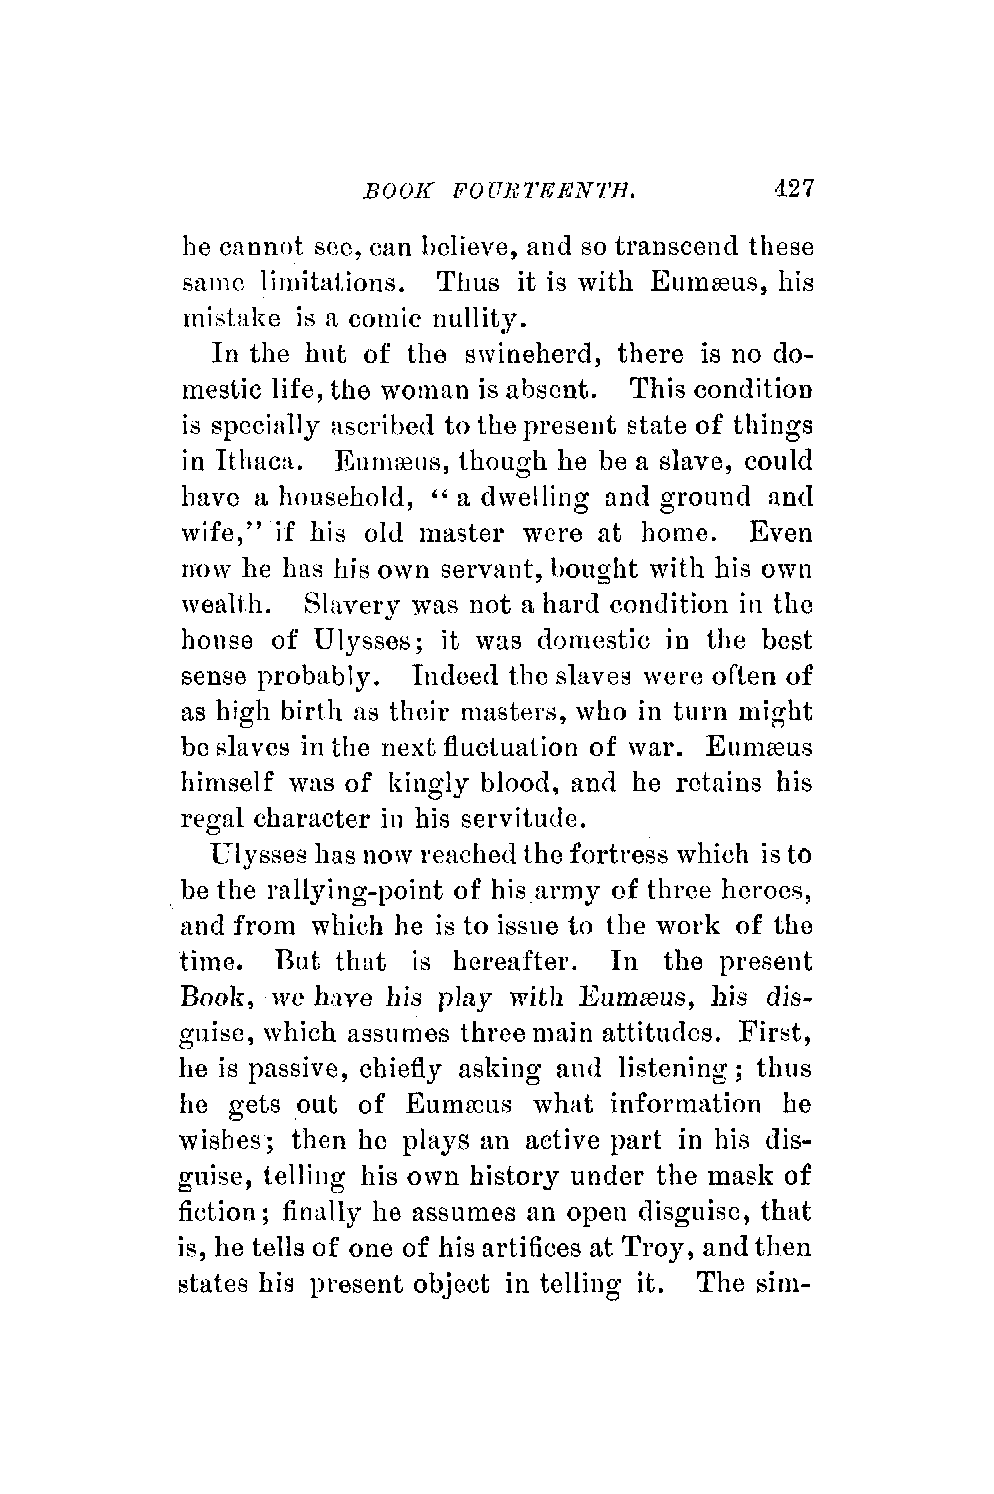 BOOK FOURTEENTH. 427
he cannot see, can believe, and so transcend these
same limitations. Thus it is with Eumæus, his
mistake is a comic nullity.
In the hut of the swineherd, there is no do-
mestic life, the woman is absent. This condition
is specially ascribed to the present state of things
in Ithaca. Eumæus, though he be a slave, could
have a household, “a dwelling and ground and
wife,” if his old master were at home. Even
now he has his own servant, bought with his own
wealth. Slavery was not a hard condition in the
house of Ulysses; it was domestic in the best
sense probably. Indeed the slaves were often of
as high birth as their masters, who in turn might
be slaves in the next fluctuation of war. Eumæus
himself was of kingly blood, and he retains his
regal character in his servitude.
Ulysses has now reached the fortress which is to
be the rallying-point of his army of three heroes,
and from which he is to issue to the work of the
time. But that is hereafter. In the present
Book, we have his play with Eumæus, his dis-
guise, which assumes three main attitudes. First,
he is passive, chiefly asking and listening; thus
he gets out of Eumæus what information he
wishes; then he plays an active part in his dis-
guise, telling his own history under the mask of
fiction; finally he assumes an open disguise, that
is, he tells of one of his artifices at Troy, and then
states his present object in telling it. The sim-